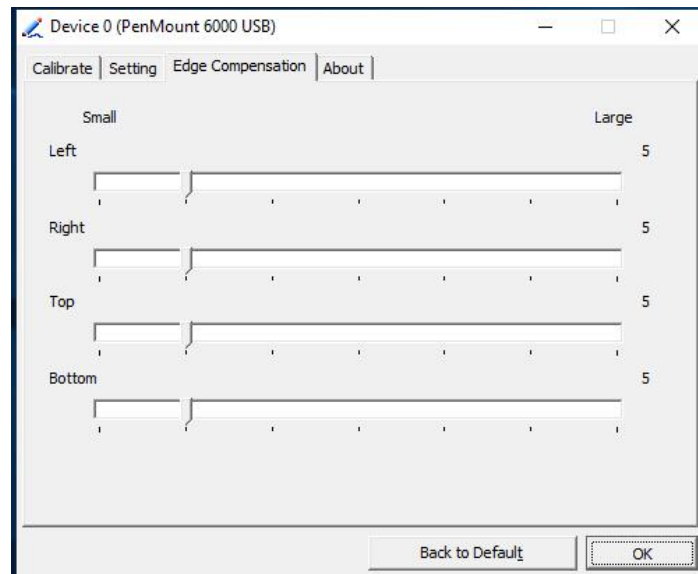 Device 0 (PenMount 6000 USB)
Calibrate Setting Edge Compensation About
Small Large
Left 5
Right 5
Top 5
Bottom 5
Back to Default OK